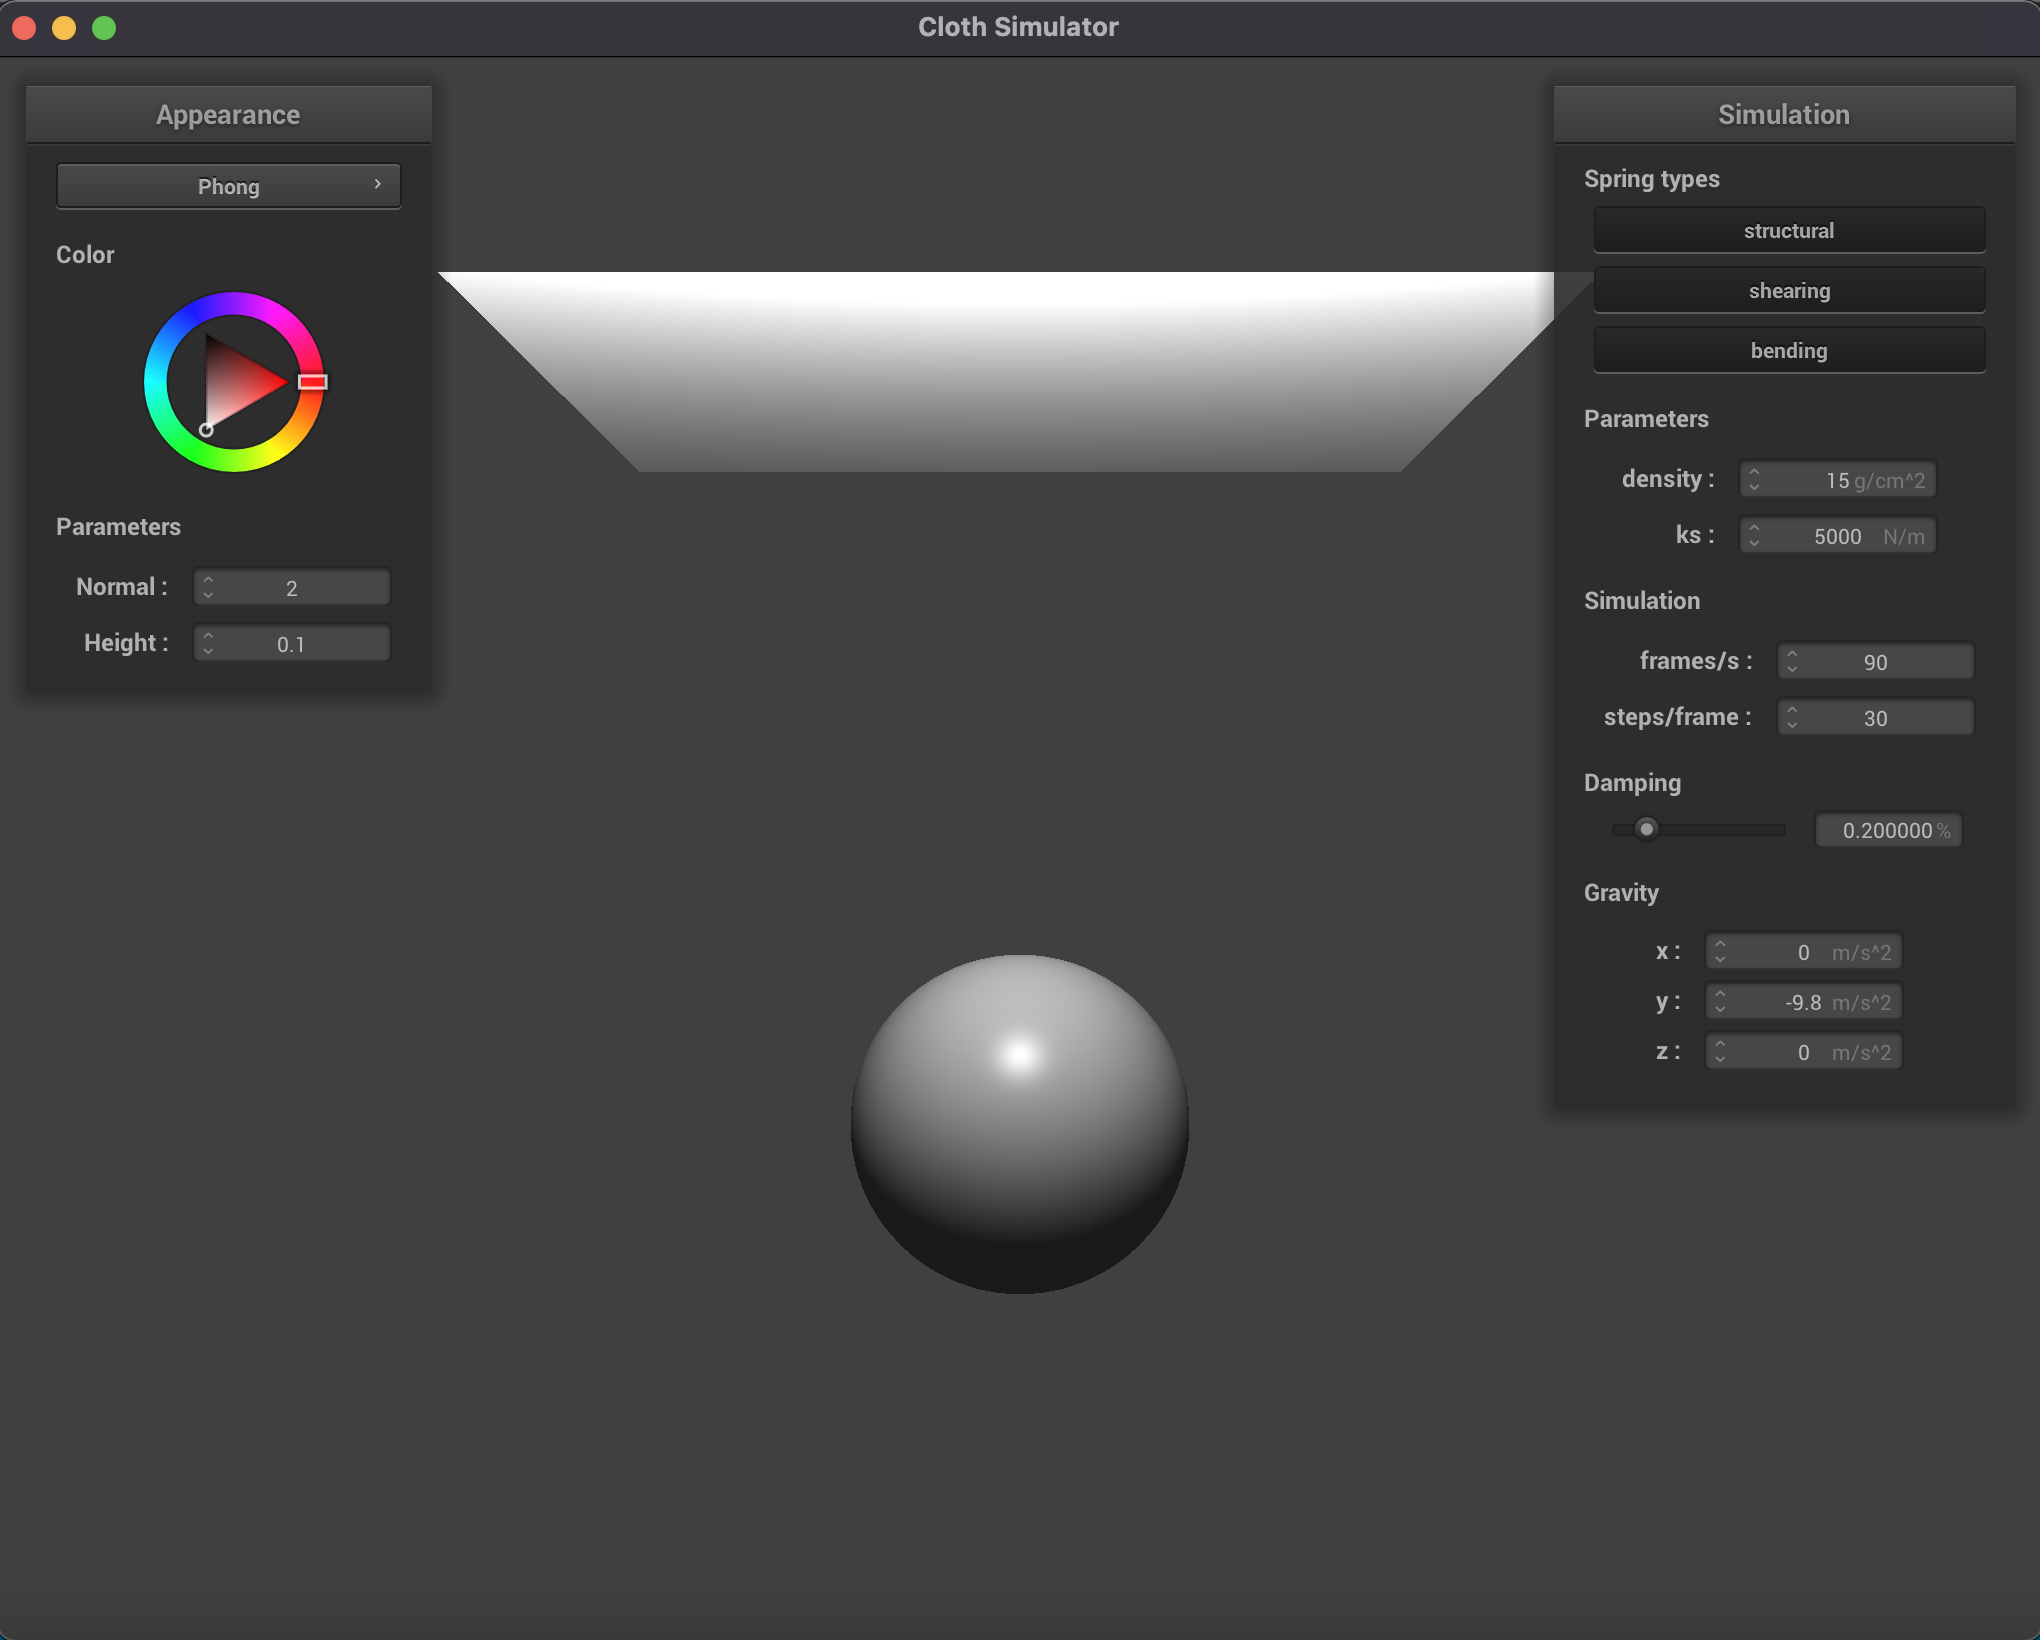 Cloth Simulator
Appearance
Phong
Color
Parameters
Normal : 2
Height : 0.1
Simulation
Spring types
structural
shearing
bending
Parameters
density : 15 g/cm^2
ks : 5000 N/m
Simulation
frames/s : 90
steps/frame : 30
Damping
0.200000 %
Gravity
x : 0 m/s^2
y : -9.8 m/s^2
z : 0 m/s^2